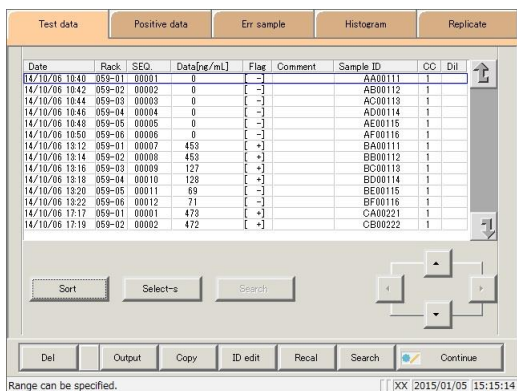 Test data Positive data Err sample Histogram Replicate
Date Rack SEQ. Data[ng/mL] Flag Comment Sample ID CC Dil
14/10/06 10:40 059-01 00001 0 [ -] AA00111 1
14/10/06 10:42 059-02 00002 0 [ -] AB00112 1
14/10/06 10:44 059-03 00003 0 [ -] AC00113 1
14/10/06 10:46 059-04 00004 0 [ -] AD00114 1
14/10/06 10:48 059-05 00005 0 [ -] AE00115 1
14/10/06 10:50 059-06 00006 0 [ -] AF00116 1
14/10/06 13:12 059-01 00007 453 [ +] BA00111 1
14/10/06 13:14 059-02 00008 453 [ +] BB00112 1
14/10/06 13:16 059-03 00009 127 [ +] BC00113 1
14/10/06 13:18 059-04 00010 128 [ +] BD00114 1
14/10/06 13:20 059-05 00011 69 [ -] BE00115 1
14/10/06 13:22 059-06 00012 71 [ -] BF00116 1
14/10/06 17:17 059-01 00001 473 [ +] CA00221 1
14/10/06 17:19 059-02 00002 472 [ +] CB00222 1
Sort Select-s Search
Del Output Copy ID edit Recal Search Continue
Range can be specified. XX 2015/01/05 15:15:14